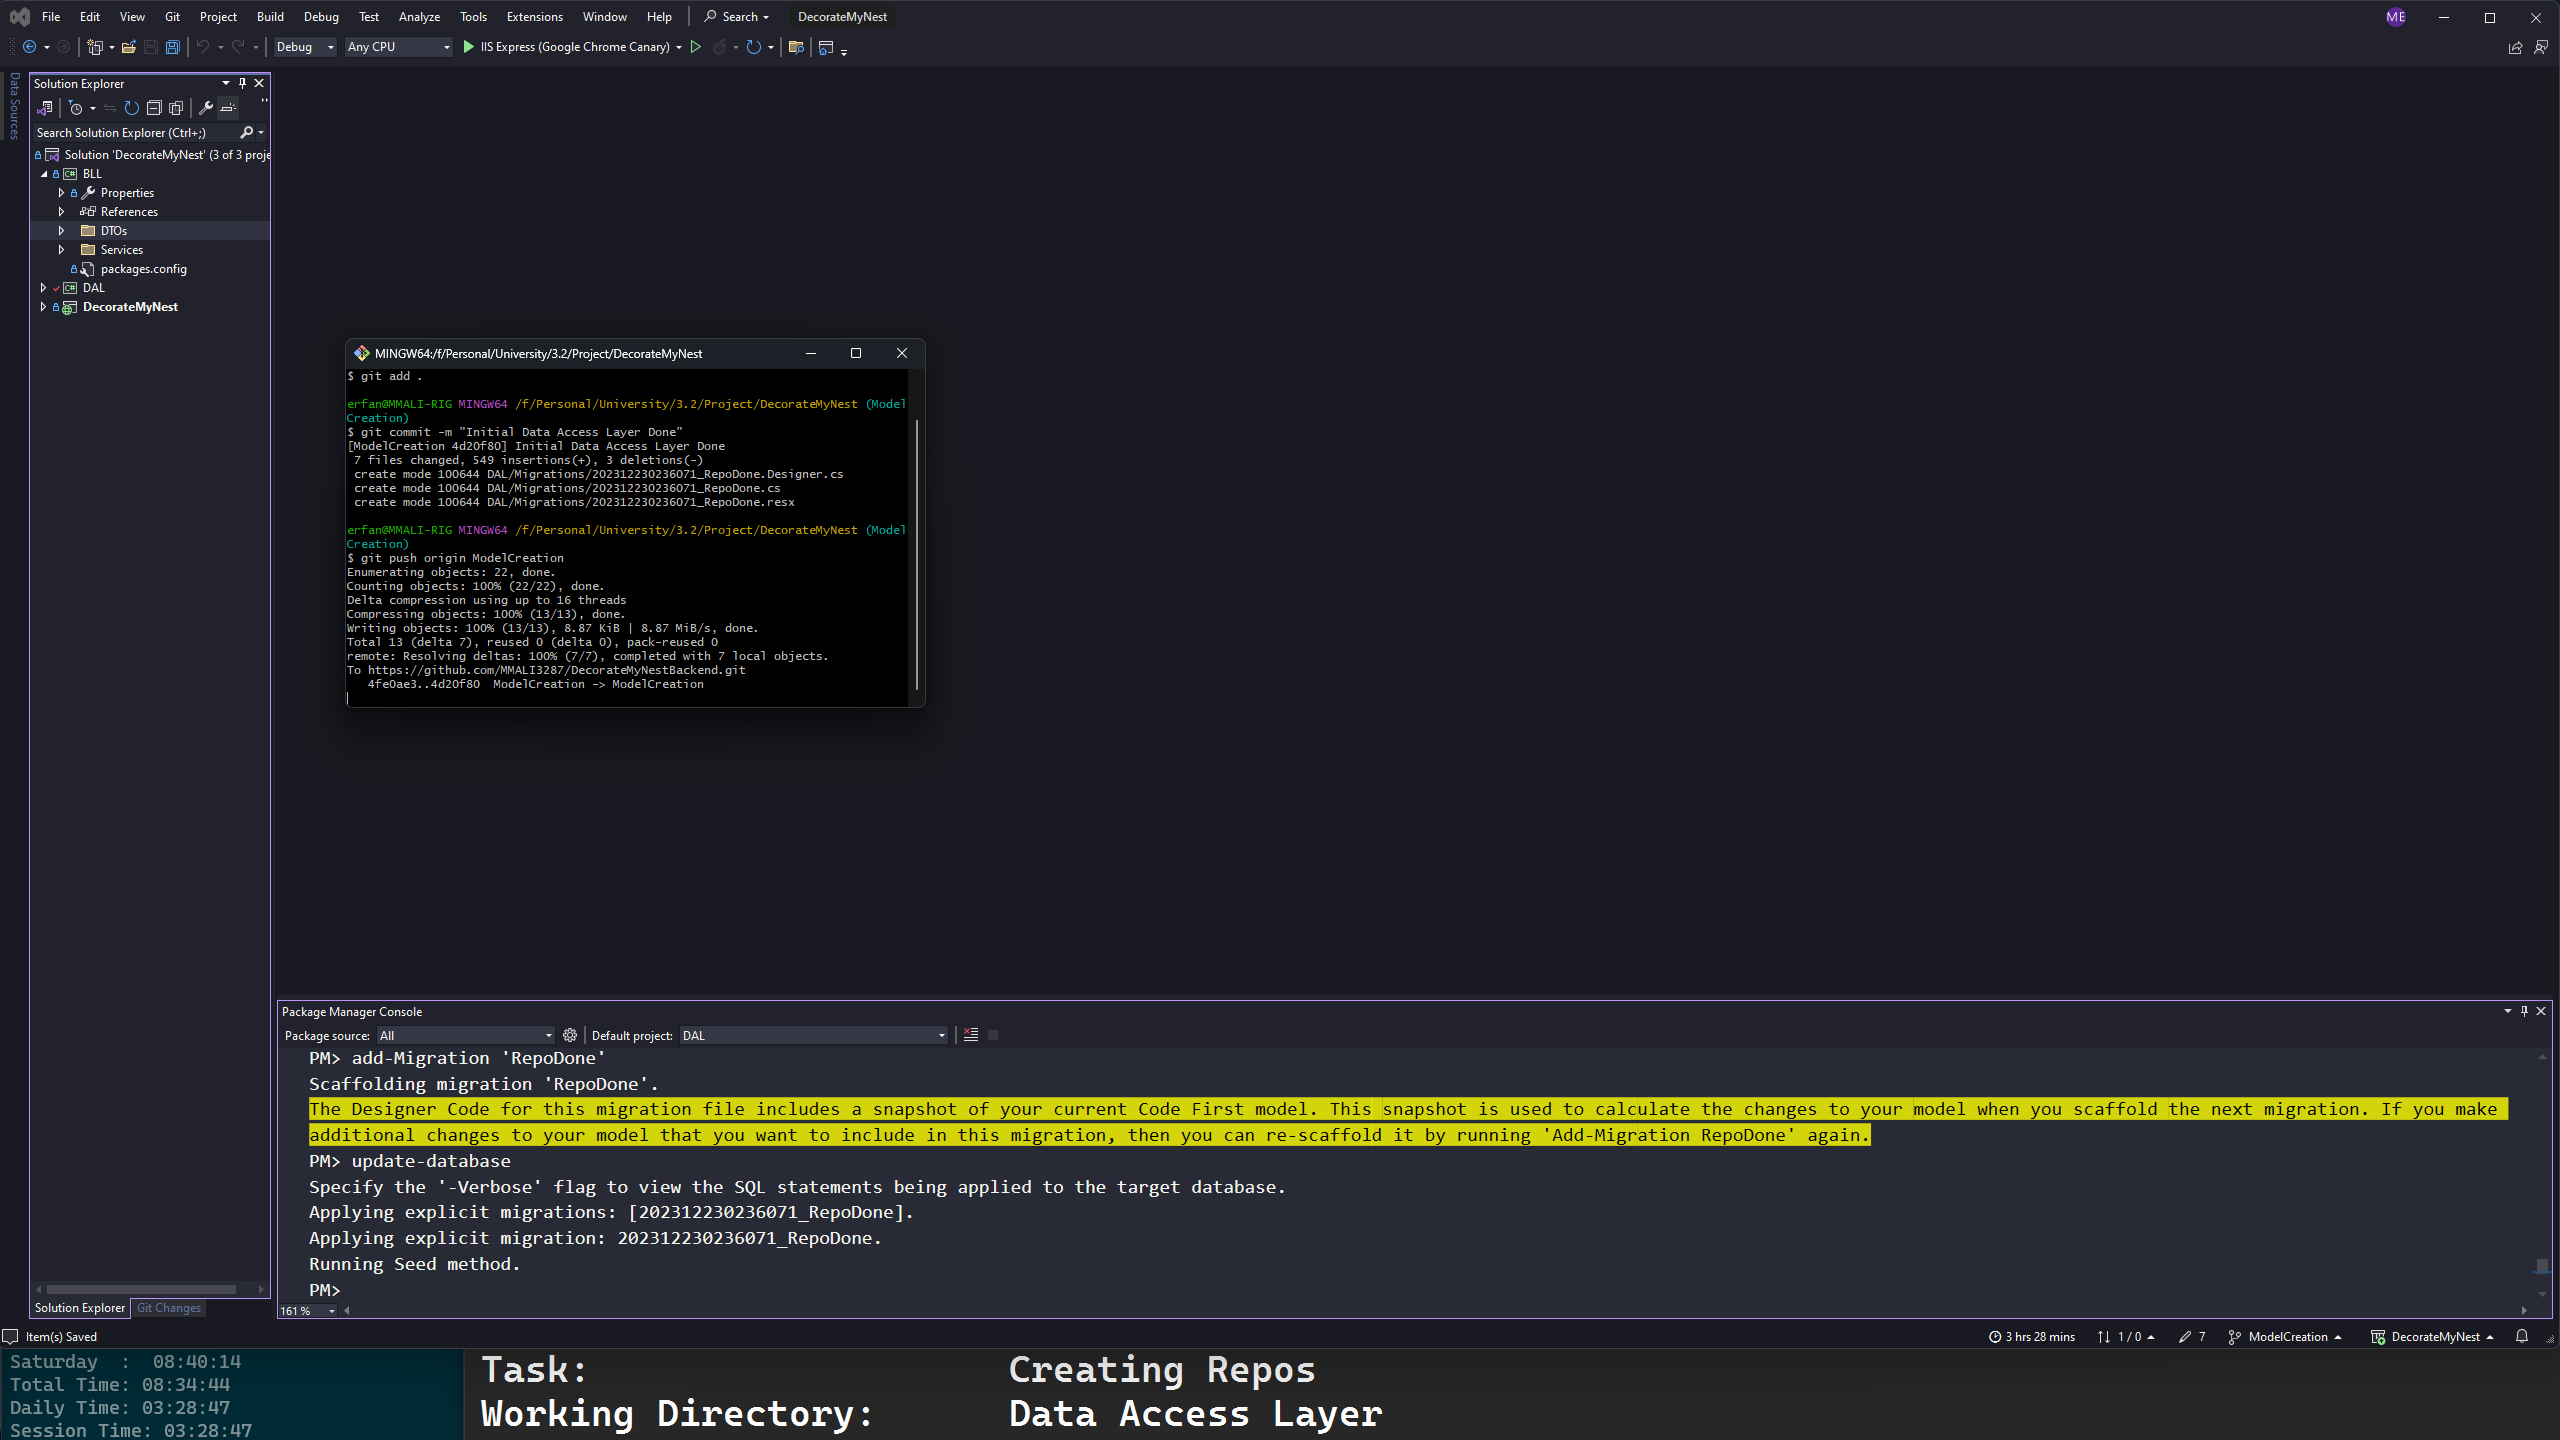 File Edit View Git Project Build Debug Test Analyze Tools Extensions Window Help Search DecorateMyNest ME
Debug Any CPU IIS Express (Google Chrome Canary)
Data Sources
Solution Explorer
Search Solution Explorer (Ctrl+;)
Solution 'DecorateMyNest' (3 of 3 proje
BLL
Properties
References
DTOs
Services
packages.config
DAL
DecorateMyNest
MINGW64:/f/Personal/University/3.2/Project/DecorateMyNest
$ git add .
erfan@MMALI-RIG MINGW64 /f/Personal/University/3.2/Project/DecorateMyNest (Model
Creation)
$ git commit -m "Initial Data Access Layer Done"
[ModelCreation 4d20f80] Initial Data Access Layer Done
7 files changed, 549 insertions(+), 3 deletions(-)
create mode 100644 DAL/Migrations/202312230236071_RepoDone.Designer.cs
create mode 100644 DAL/Migrations/202312230236071_RepoDone.cs
create mode 100644 DAL/Migrations/202312230236071_RepoDone.resx
erfan@MMALI-RIG MINGW64 /f/Personal/University/3.2/Project/DecorateMyNest (Model
Creation)
$ git push origin ModelCreation
Enumerating objects: 22, done.
Counting objects: 100% (22/22), done.
Delta compression using up to 16 threads
Compressing objects: 100% (13/13), done.
Writing objects: 100% (13/13), 8.87 KiB | 8.87 MiB/s, done.
Total 13 (delta 7), reused 0 (delta 0), pack-reused 0
remote: Resolving deltas: 100% (7/7), completed with 7 local objects.
To https://github.com/MMALI3287/DecorateMyNestBackend.git
4fe0ae3..4d20f80 ModelCreation -> ModelCreation
Package Manager Console
Package source: All Default project: DAL
PM> add-Migration 'RepoDone'
Scaffolding migration 'RepoDone'.
The Designer Code for this migration file includes a snapshot of your current Code First model. This snapshot is used to calculate the changes to your model when you scaffold the next migration. If you make
additional changes to your model that you want to include in this migration, then you can re-scaffold it by running 'Add-Migration RepoDone' again.
PM> update-database
Specify the '-Verbose' flag to view the SQL statements being applied to the target database.
Applying explicit migrations: [202312230236071_RepoDone].
Applying explicit migration: 202312230236071_RepoDone.
Running Seed method.
PM>
161 %
Solution Explorer Git Changes
Item(s) Saved 3 hrs 28 mins 1 / 0 7 ModelCreation DecorateMyNest
Saturday : 08:40:14
Total Time: 08:34:44
Daily Time: 03:28:47
Session Time: 03:28:47
Task: Creating Repos
Working Directory: Data Access Layer